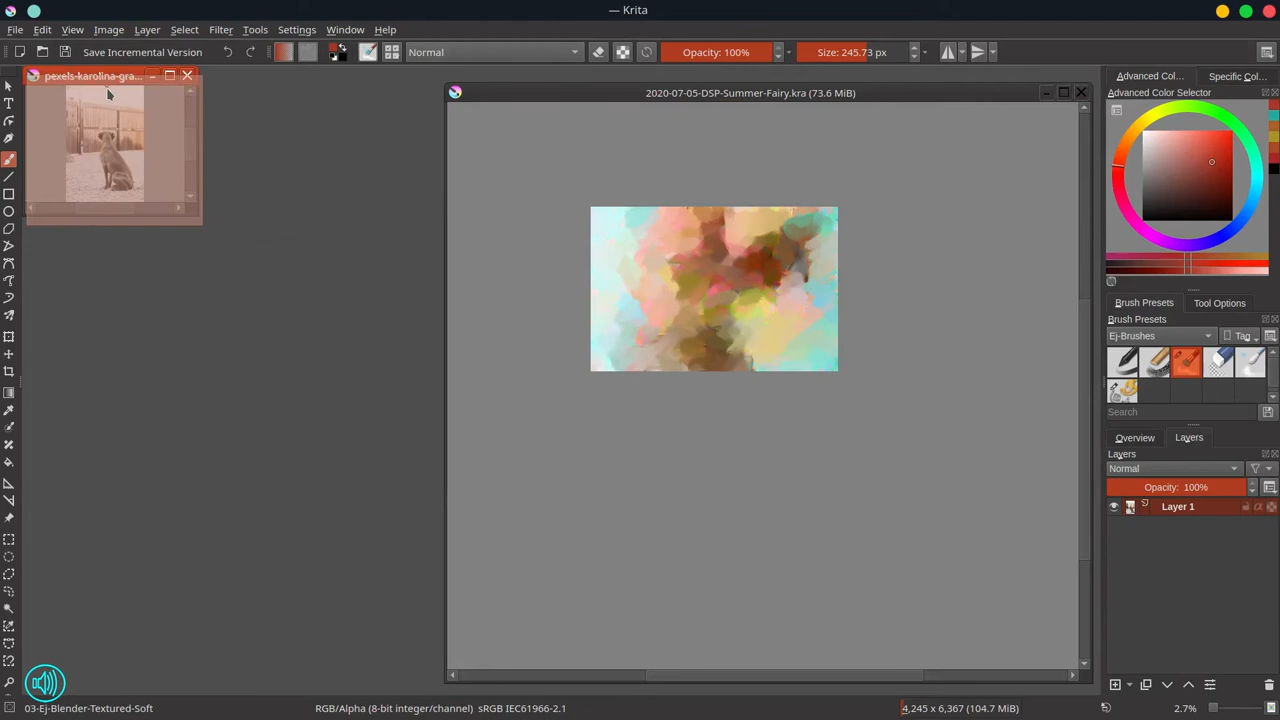 — Krita
File Edit View Image Layer Select Filter Tools Settings Window Help
Save Incremental Version Normal Opacity: 100% Size: 245.73 px
pexels-karolina-gra...
2020-07-05-DSP-Summer-Fairy.kra (73.6 MiB)
Advanced Col... Specific Col...
Advanced Color Selector
Brush Presets Tool Options
Brush Presets
Ej-Brushes Tag
Search
Overview Layers
Layers
Normal
Opacity: 100%
Layer 1
03-Ej-Blender-Textured-Soft RGB/Alpha (8-bit integer/channel) sRGB IEC61966-2.1 4,245 x 6,367 (104.7 MiB) 2.7%